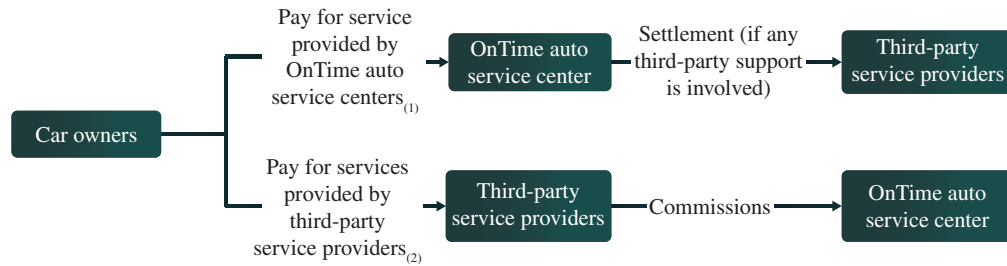 Car owners
Pay for service
provided by
OnTime auto
service centers(1)
OnTime auto
service center
Settlement (if any
third-party support
is involved)
Third-party
service providers
Pay for services
provided by
third-party
service providers(2)
Third-party
service providers
Commissions
OnTime auto
service center